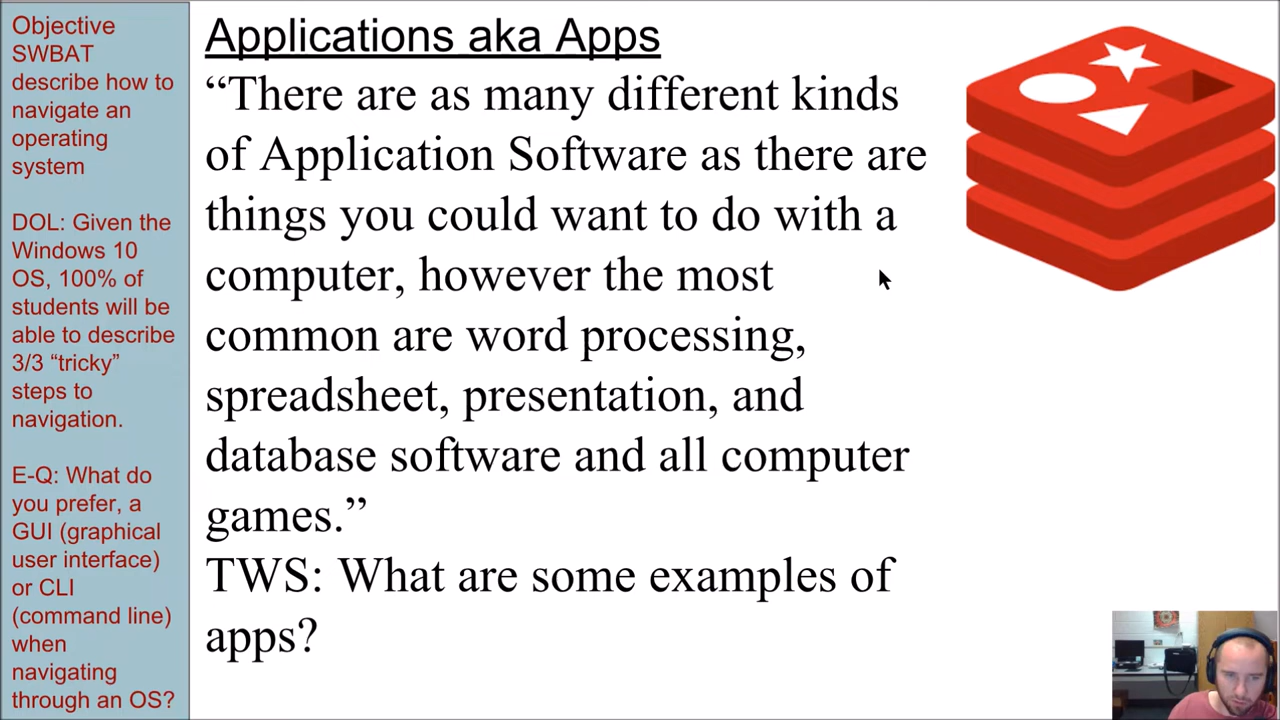 Objective
SWBAT
describe how to
navigate an
operating
system
DOL: Given the
Windows 10
OS, 100% of
students will be
able to describe
3/3 “tricky”
steps to
navigation.
E-Q: What do
you prefer, a
GUI (graphical
user interface)
or CLI
(command line)
when
navigating
through an OS?
Applications aka Apps
“There are as many different kinds
of Application Software as there are
things you could want to do with a
computer, however the most
common are word processing,
spreadsheet, presentation, and
database software and all computer
games.”
TWS: What are some examples of
apps?